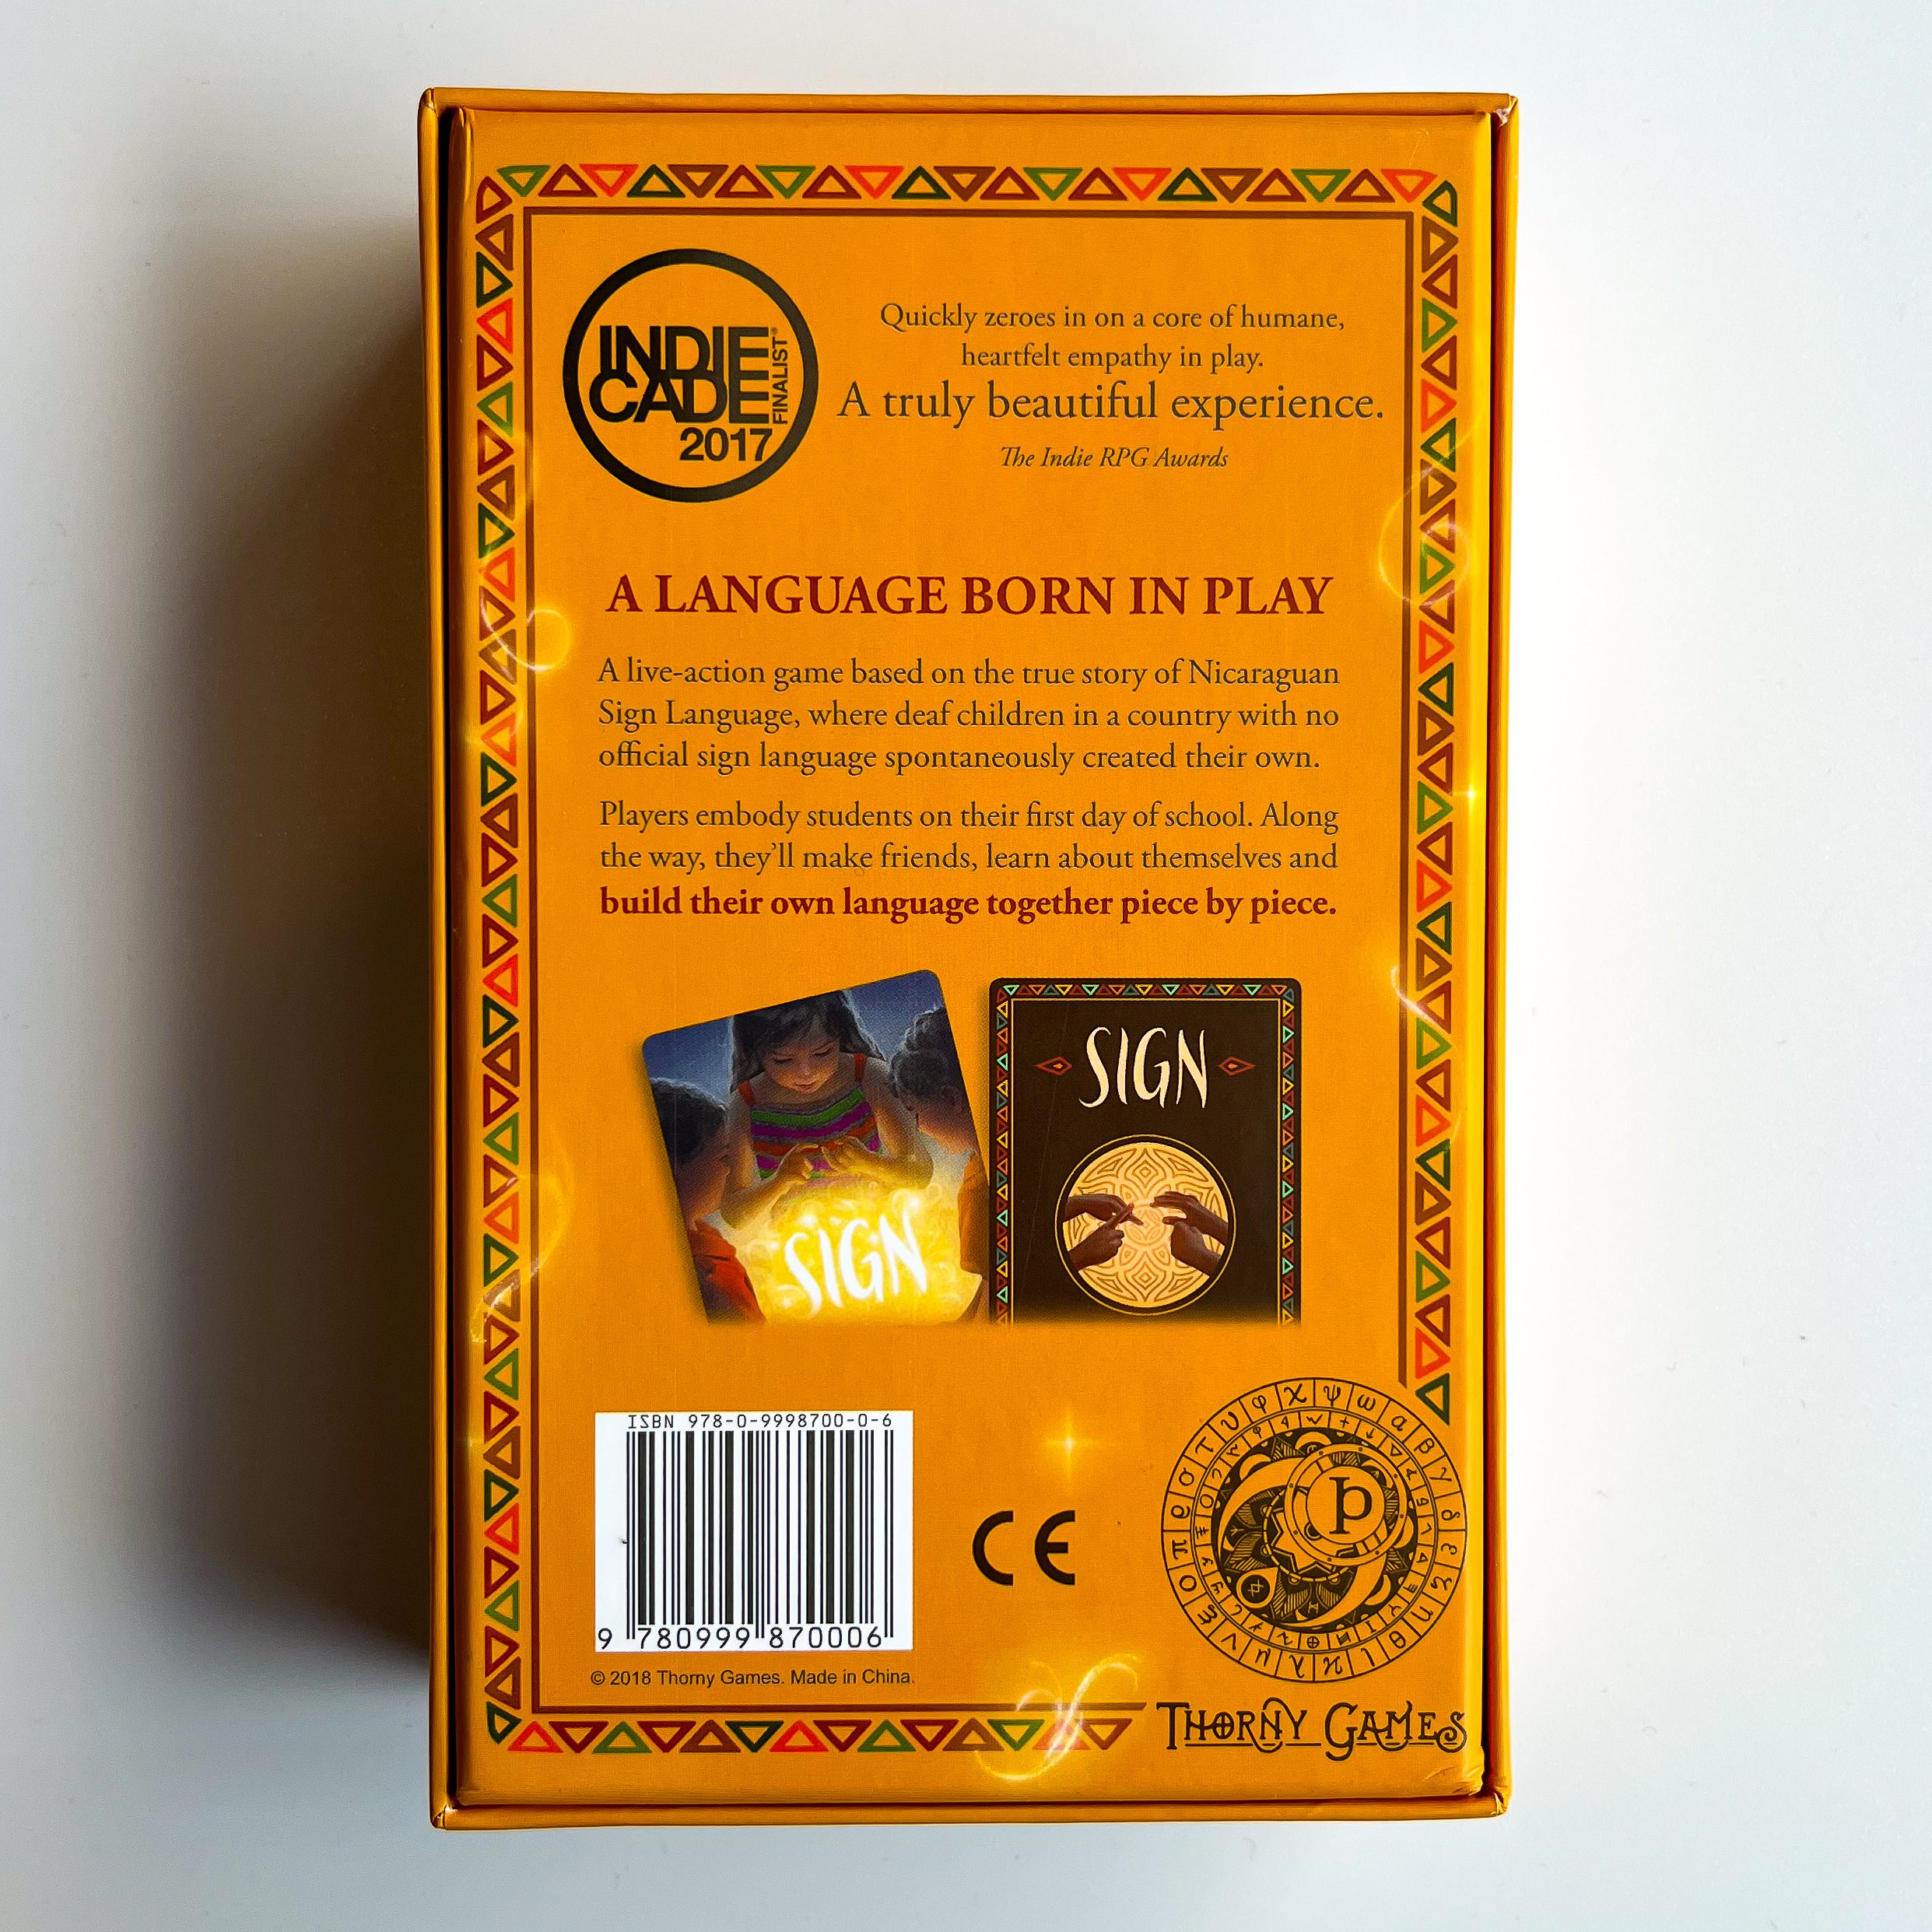 INDIE
CADE
FINALIST
2017
Quickly zeroes in on a core of humane,
heartfelt empathy in play.
A truly beautiful experience.
The Indie RPG Awards
A LANGUAGE BORN IN PLAY
A live-action game based on the true story of Nicaraguan
Sign Language, where deaf children in a country with no
official sign language spontaneously created their own.
Players embody students on their first day of school. Along
the way, they'll make friends, learn about themselves and
build their own language together piece by piece.
SIGN
SIGN
ISBN 978-0-9998700-0-6
9 780999 870006
© 2018 Thorny Games. Made in China.
CE
þ
THORNY GAMES